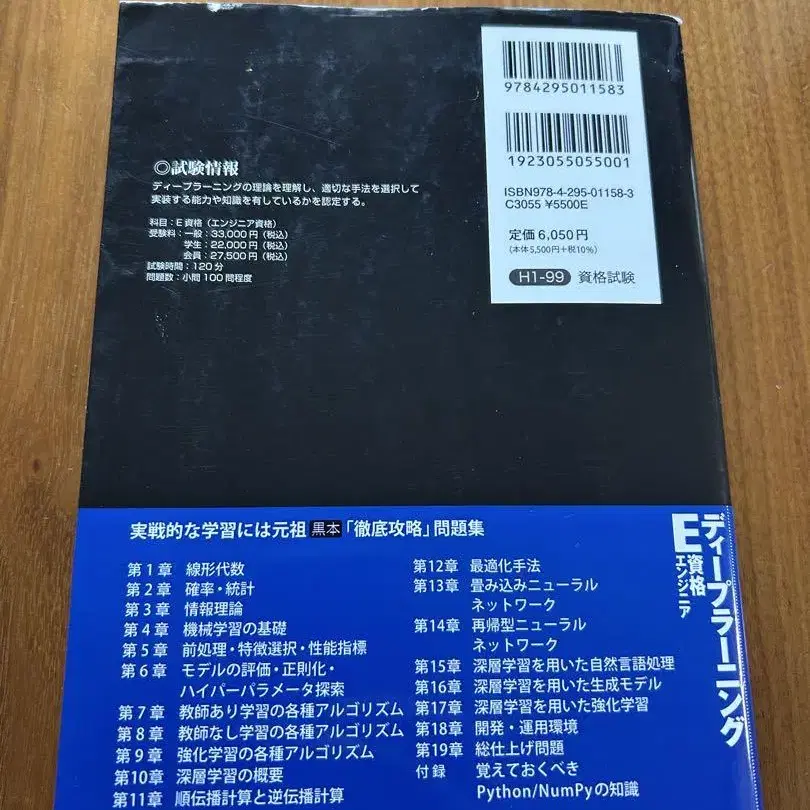 9784295011583
1923055055001
ISBN978-4-295-01158-3
C3055 ¥5500E
定価6,050円
(本体5,500円+税10%)
H1-99 資格試験
◎試験情報
ディープラーニングの理論を理解し、適切な手法を選択して
実装する能力や知識を有しているかを認定する。
科目：E資格（エンジニア資格）
受験料：一般：33,000円（税込）
学生：22,000円（税込）
会員：27,500円（税込）
試験時間：120分
問題数：小問100問程度
実戦的な学習には元祖 黒本 「徹底攻略」問題集
第1章 線形代数
第2章 確率・統計
第3章 情報理論
第4章 機械学習の基礎
第5章 前処理・特徴選択・性能指標
第6章 モデルの評価・正則化・
ハイパーパラメータ探索
第7章 教師あり学習の各種アルゴリズム
第8章 教師なし学習の各種アルゴリズム
第9章 強化学習の各種アルゴリズム
第10章 深層学習の概要
第11章 順伝播計算と逆伝播計算
第12章 最適化手法
第13章 畳み込みニューラル
ネットワーク
第14章 再帰型ニューラル
ネットワーク
第15章 深層学習を用いた自然言語処理
第16章 深層学習を用いた生成モデル
第17章 深層学習を用いた強化学習
第18章 開発・運用環境
第19章 総仕上げ問題
付録 覚えておくべき
Python/NumPyの知識
ディープラーニング
E資格
エンジニア